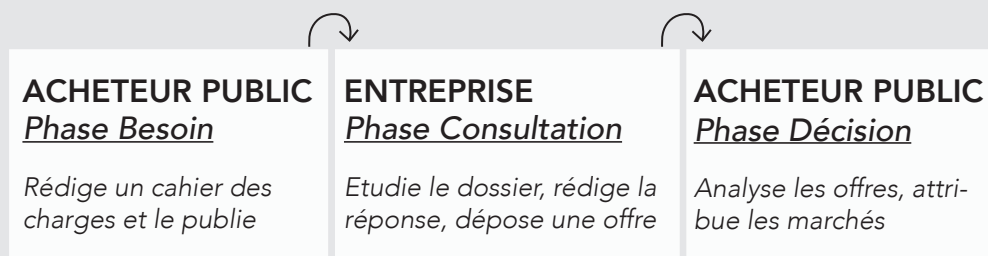 ACHETEUR PUBLIC
Phase Besoin
Rédige un cahier des
charges et le publie
ENTREPRISE
Phase Consultation
Etudie le dossier, rédige la
réponse, dépose une offre
ACHETEUR PUBLIC
Phase Décision
Analyse les offres, attri-
bue les marchés